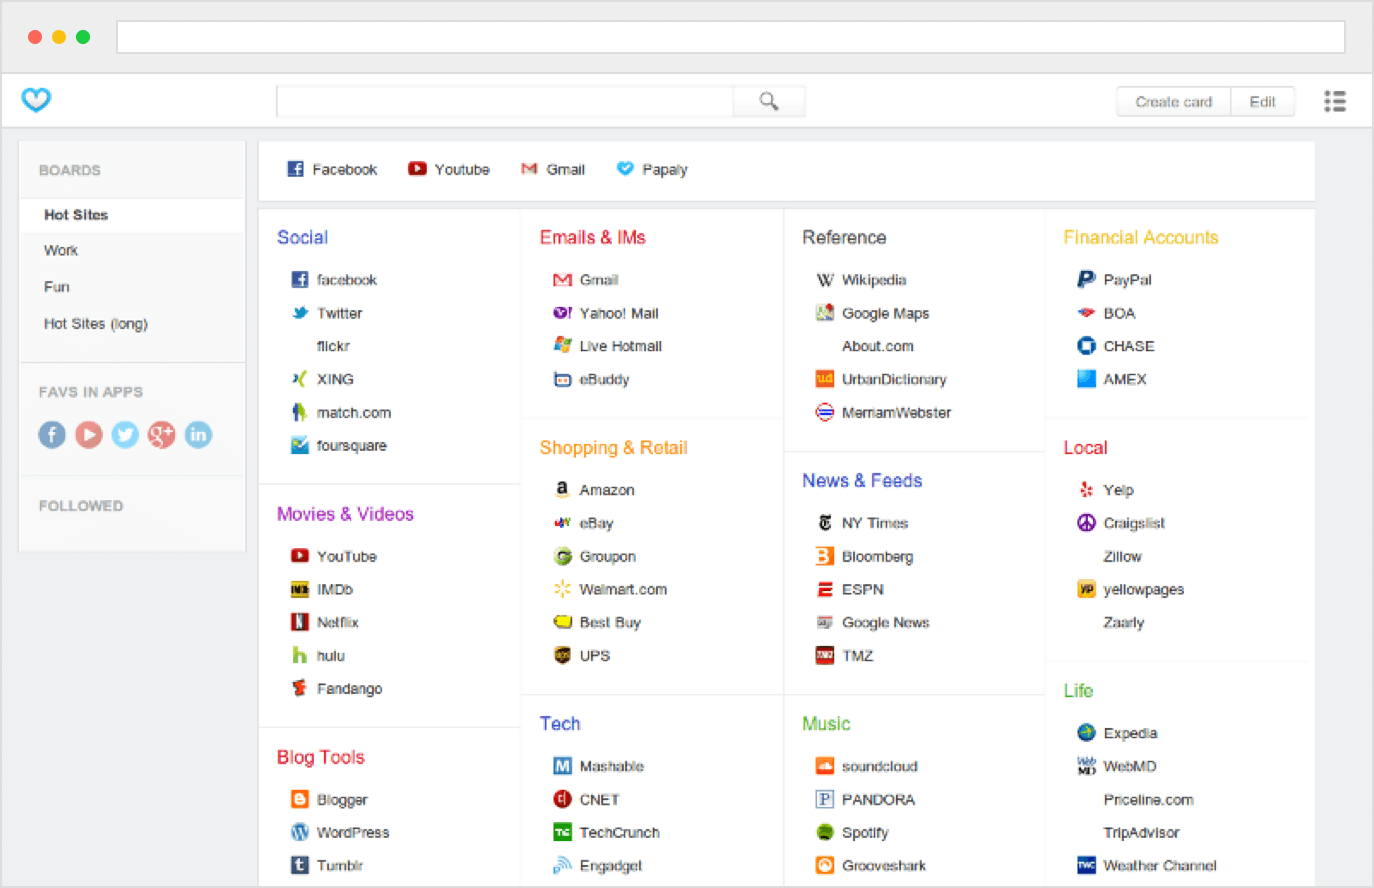 Create card Edit
BOARDS
Hot Sites
Work
Fun
Hot Sites (long)
FAVS IN APPS
FOLLOWED
Facebook Youtube Gmail Papaly
Social
facebook
Twitter
flickr
XING
match.com
foursquare
Movies & Videos
YouTube
IMDb
Netflix
hulu
Fandango
Blog Tools
Blogger
WordPress
Tumblr
Emails & IMs
Gmail
Yahoo! Mail
Live Hotmail
eBuddy
Shopping & Retail
Amazon
eBay
Groupon
Walmart.com
Best Buy
UPS
Tech
Mashable
CNET
TechCrunch
Engadget
Reference
Wikipedia
Google Maps
About.com
UrbanDictionary
MerriamWebster
News & Feeds
NY Times
Bloomberg
ESPN
Google News
TMZ
Music
soundcloud
PANDORA
Spotify
Grooveshark
Financial Accounts
PayPal
BOA
CHASE
AMEX
Local
Yelp
Craigslist
Zillow
yellowpages
Zaarly
Life
Expedia
WebMD
Priceline.com
TripAdvisor
Weather Channel